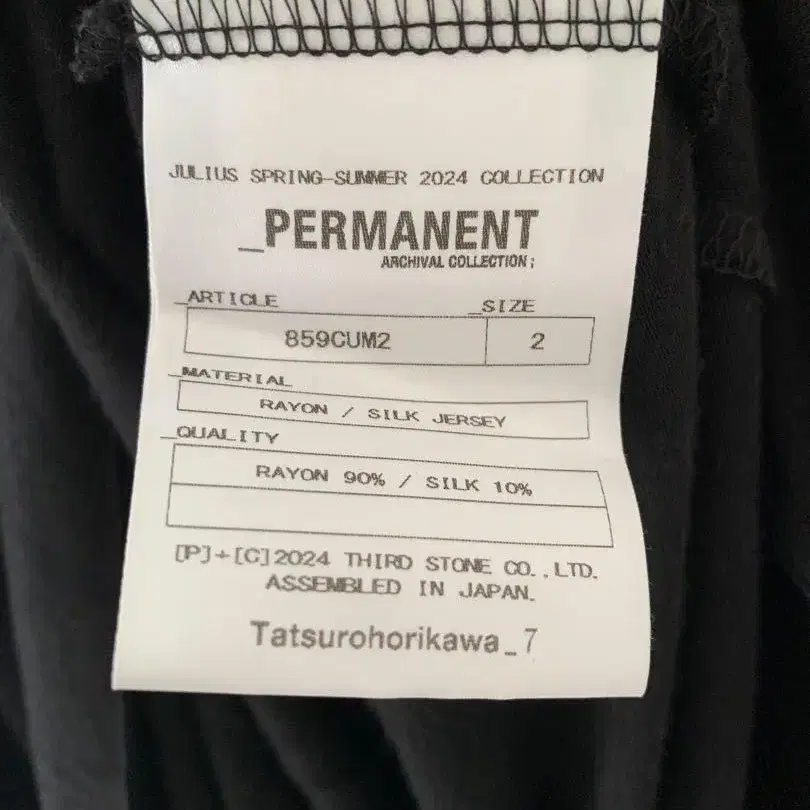 JULIUS SPRING-SUMMER 2024 COLLECTION
_PERMANENT
ARCHIVAL COLLECTION;
_ARTICLE _SIZE
859CUM2 2
_MATERIAL
RAYON / SILK JERSEY
_QUALITY
RAYON 90% / SILK 10%
[P]+[C]2024 THIRD STONE CO.,LTD.
ASSEMBLED IN JAPAN.
Tatsurohorikawa_7